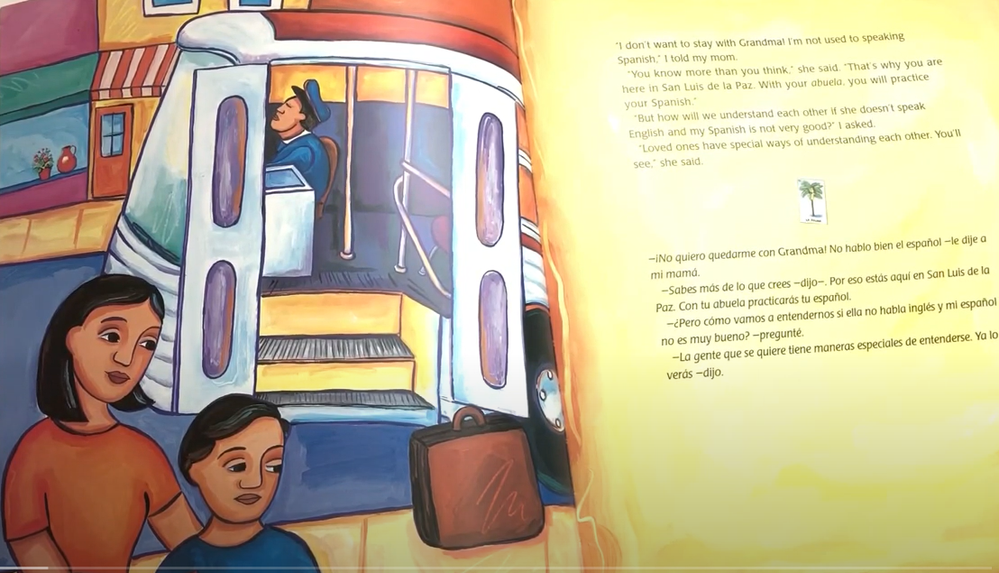 "I don't want to stay with Grandma! I'm not used to speaking
Spanish," I told my mom.
"You know more than you think," she said. "That's why you are
here in San Luis de la Paz. With your abuela, you will practice
your Spanish."
"But how will we understand each other if she doesn't speak
English and my Spanish is not very good?" I asked.
"Loved ones have special ways of understanding each other. You'll
see," she said.
LA PALMA
—¡No quiero quedarme con Grandma! No hablo bien el español —le dije a
mi mamá.
—Sabes más de lo que crees —dijo—. Por eso estás aquí en San Luis de la
Paz. Con tu abuela practicarás tu español.
—¿Pero cómo vamos a entendernos si ella no habla inglés y mi español
no es muy bueno? —pregunté.
—La gente que se quiere tiene maneras especiales de entenderse. Ya lo
verás —dijo.